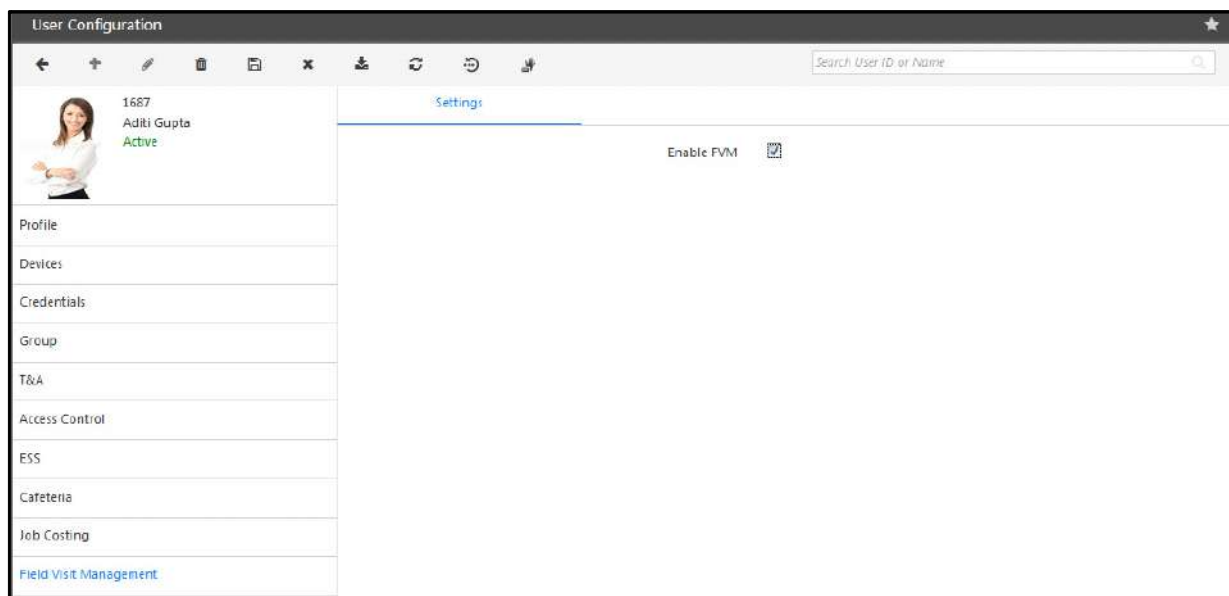 User Configuration
Search User ID or Name
1687
Aditi Gupta
Active
Settings
Enable FVM
Profile
Devices
Credentials
Group
T&A
Access Control
ESS
Cafeteria
Job Costing
Field Visit Management